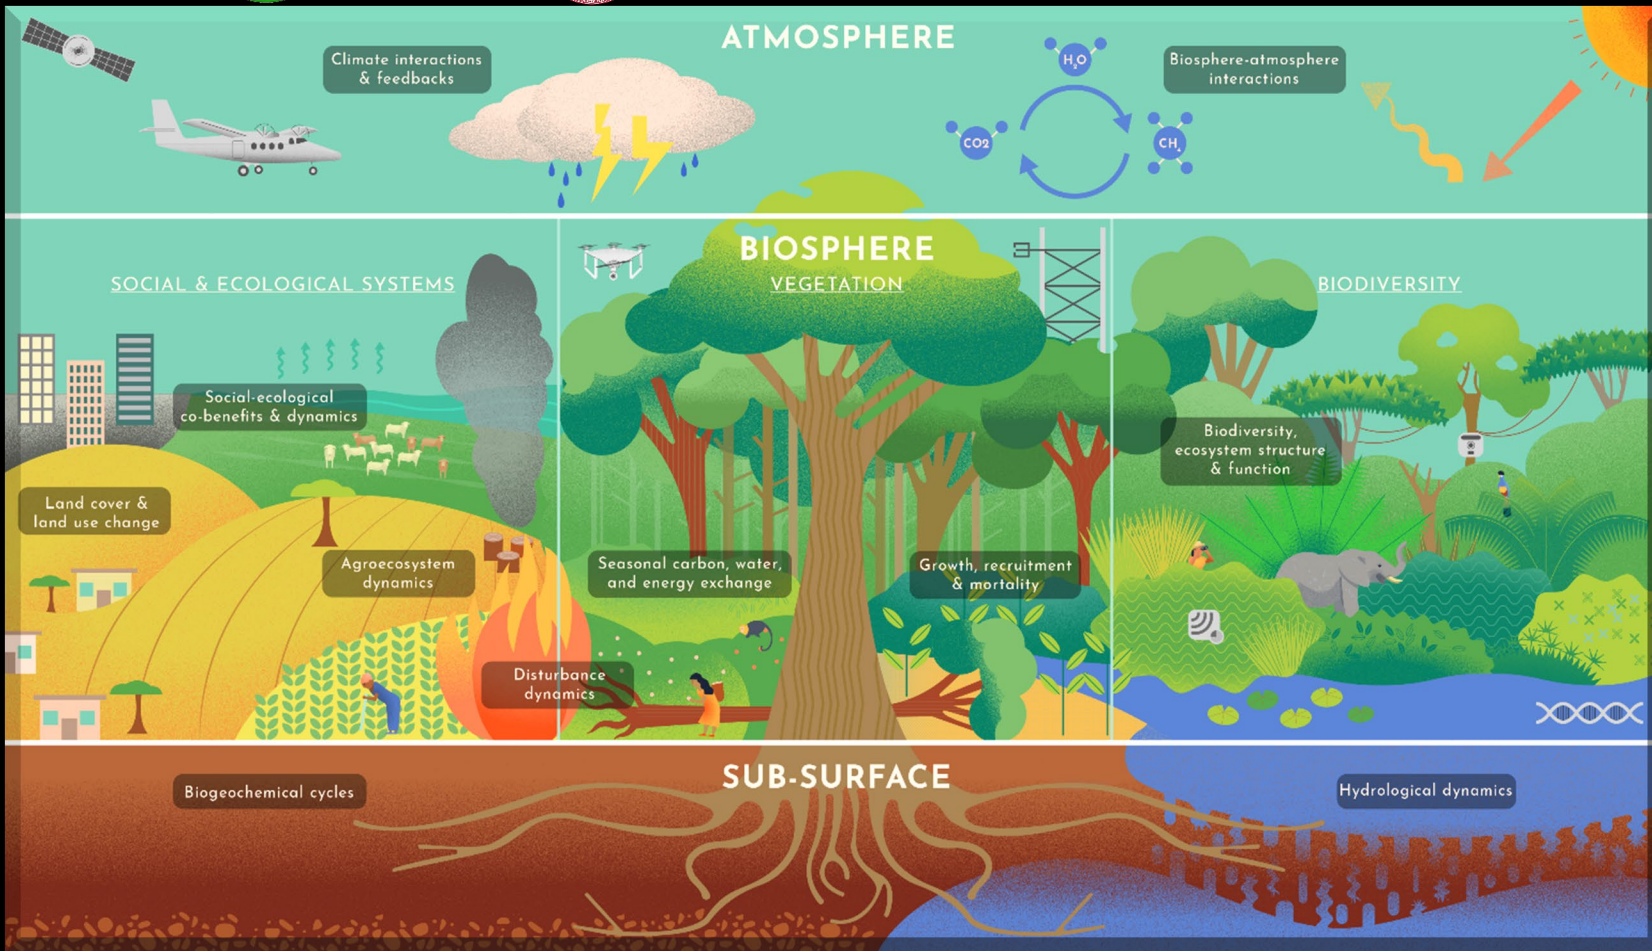 ATMOSPHERE
Climate interactions
& feedbacks
H₂O
CO2
CH₄
Biosphere-atmosphere
interactions
BIOSPHERE
SOCIAL & ECOLOGICAL SYSTEMS
VEGETATION
BIODIVERSITY
Social-ecological
co-benefits & dynamics
Land cover &
land use change
Agroecosystem
dynamics
Disturbance
dynamics
Seasonal carbon, water,
and energy exchange
Growth, recruitment
& mortality
Biodiversity,
ecosystem structure
& function
SUB-SURFACE
Biogeochemical cycles
Hydrological dynamics